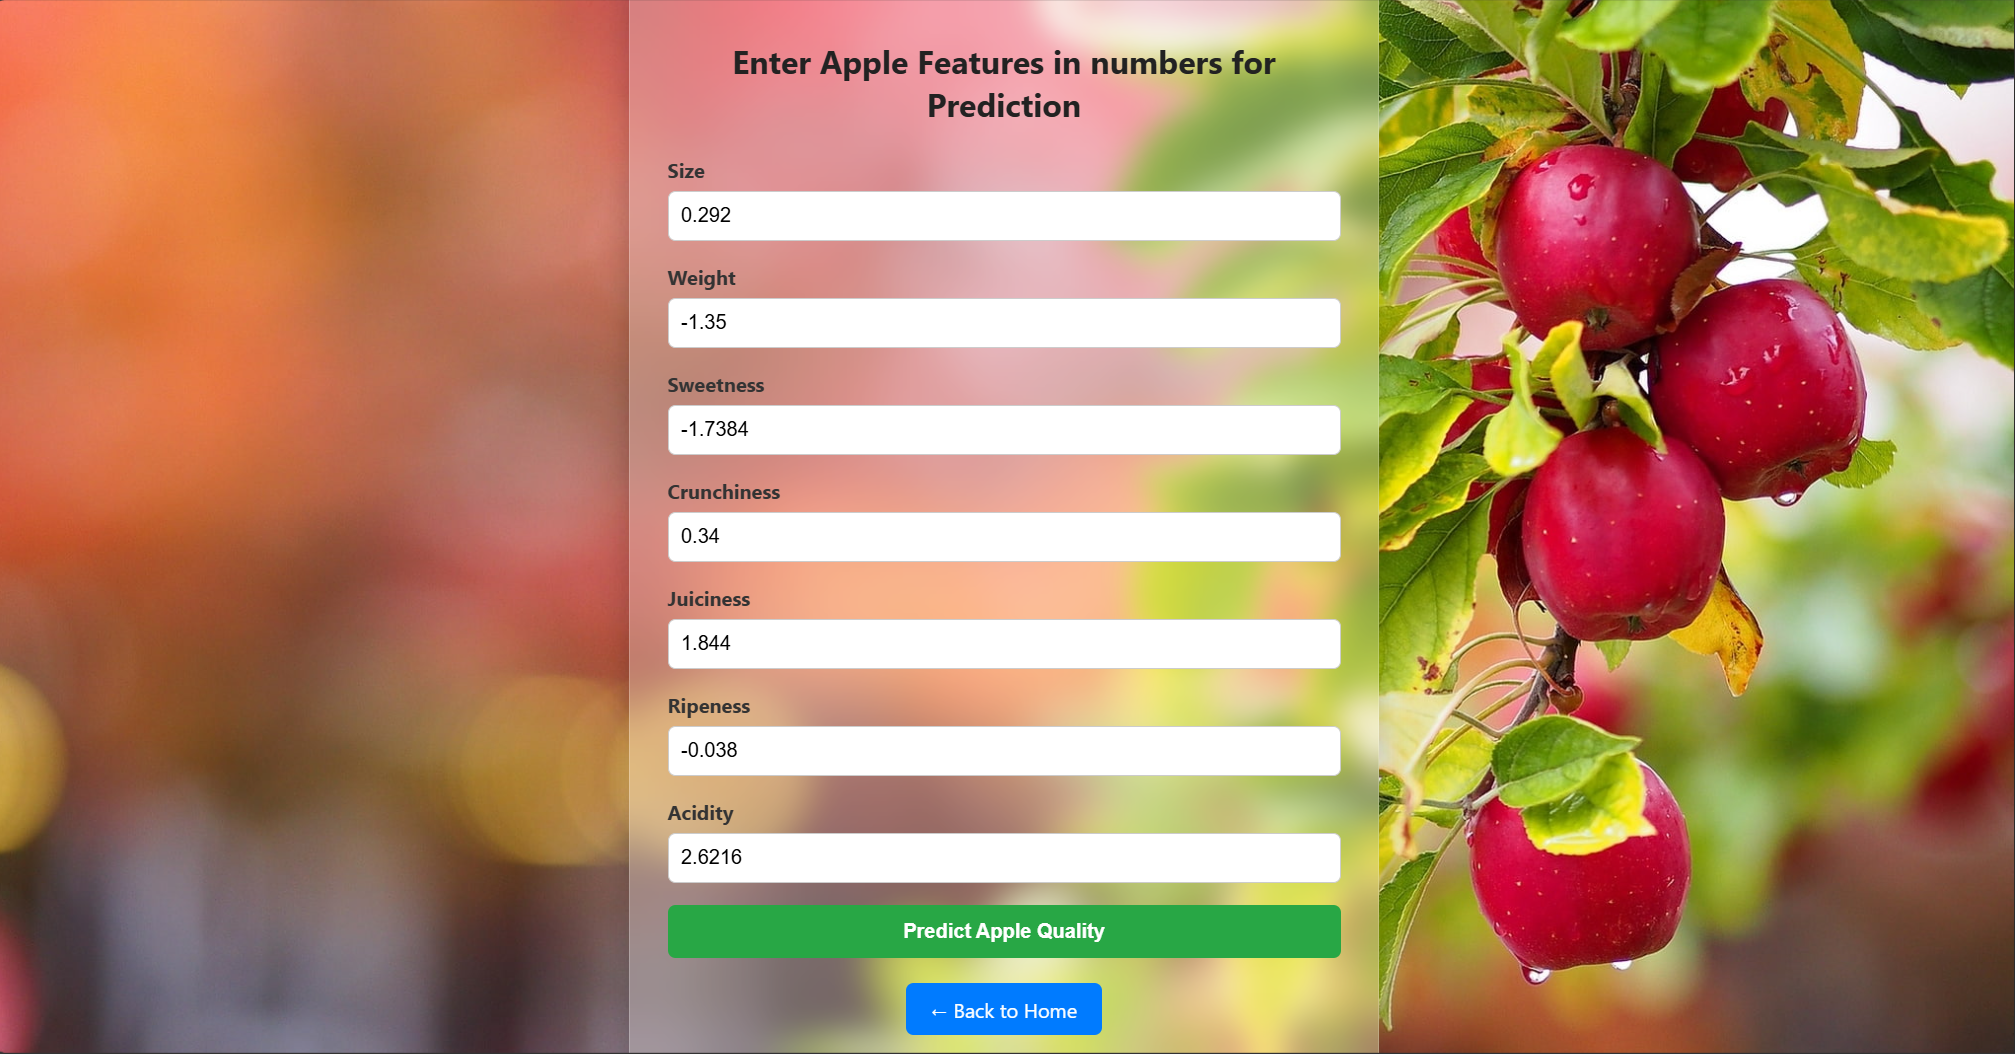 Enter Apple Features in numbers for
Prediction
Size
0.292
Weight
-1.35
Sweetness
-1.7384
Crunchiness
0.34
Juiciness
1.844
Ripeness
-0.038
Acidity
2.6216
Predict Apple Quality
← Back to Home